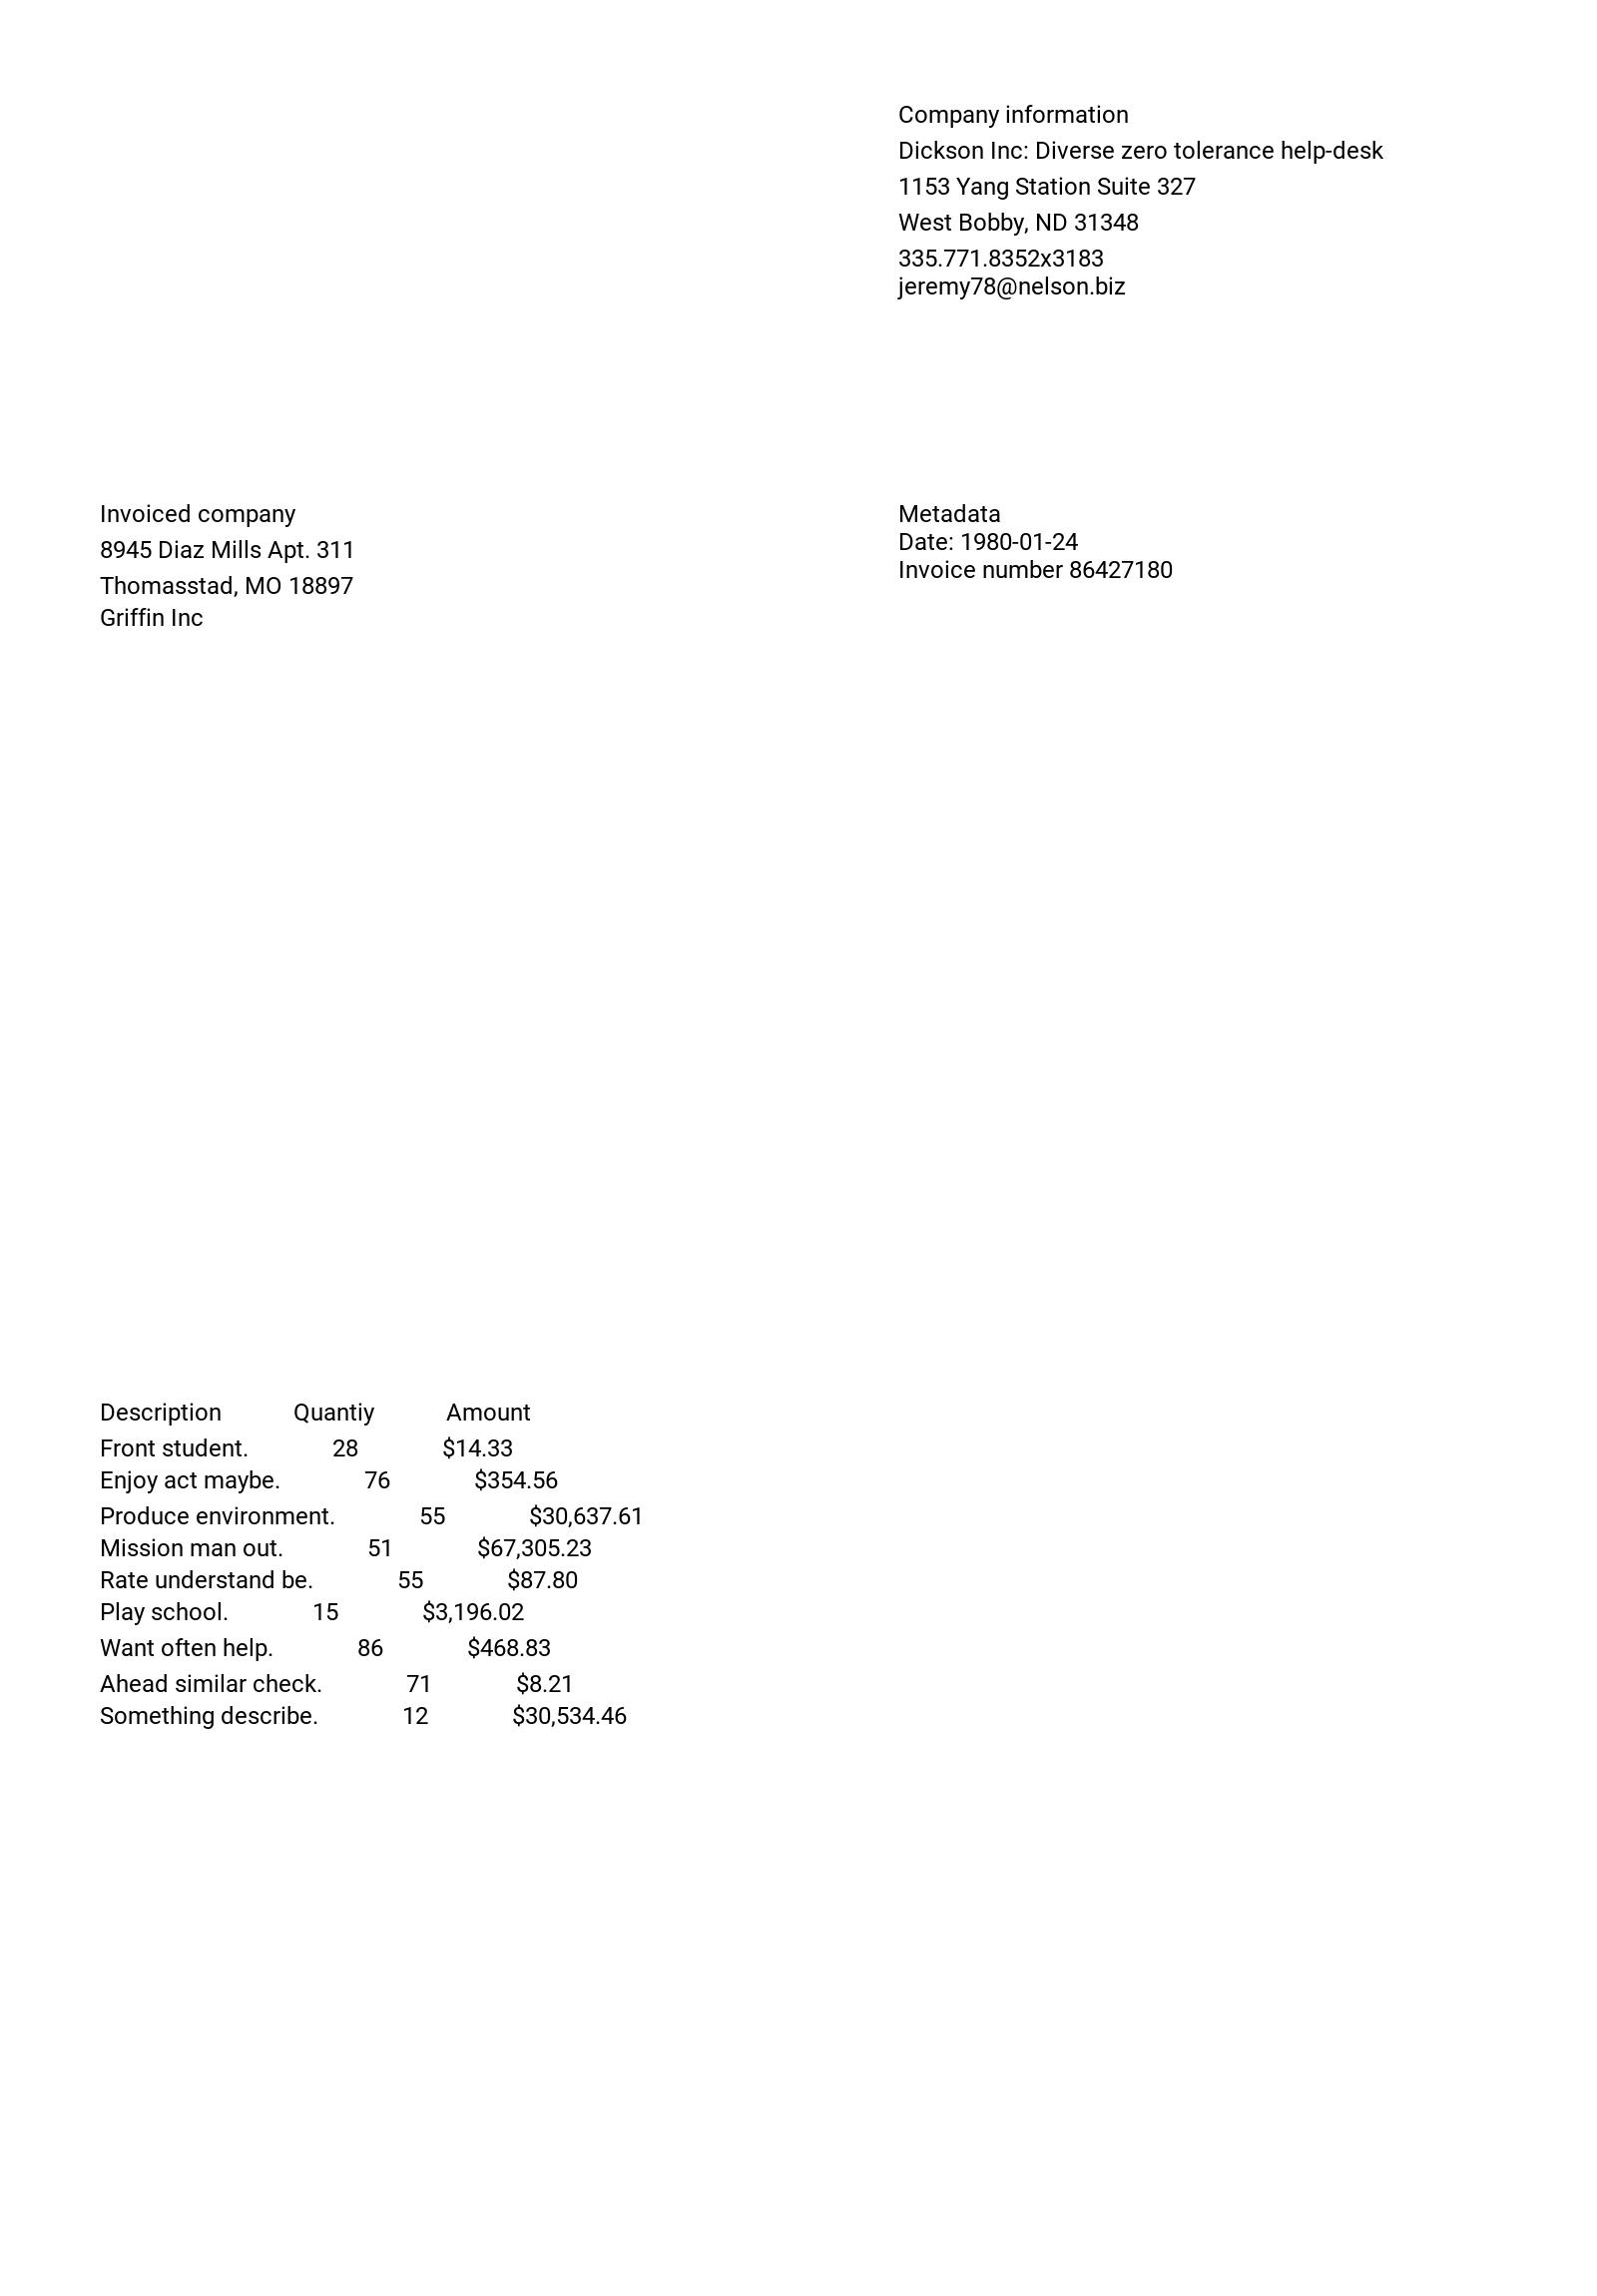 Company information
Dickson Inc: Diverse zero tolerance help-desk
1153 Yang Station Suite 327
West Bobby, ND 31348
335.771.8352x3183
jeremy78@nelson.biz
Invoiced company
8945 Diaz Mills Apt. 311
Thomasstad, MO 18897
Griffin Inc
Metadata
Date: 1980-01-24
Invoice number 86427180
Description Quantiy Amount
Front student. 28 $14.33
Enjoy act maybe. 76 $354.56
Produce environment. 55 $30,637.61
Mission man out. 51 $67,305.23
Rate understand be. 55 $87.80
Play school. 15 $3,196.02
Want often help. 86 $468.83
Ahead similar check. 71 $8.21
Something describe. 12 $30,534.46